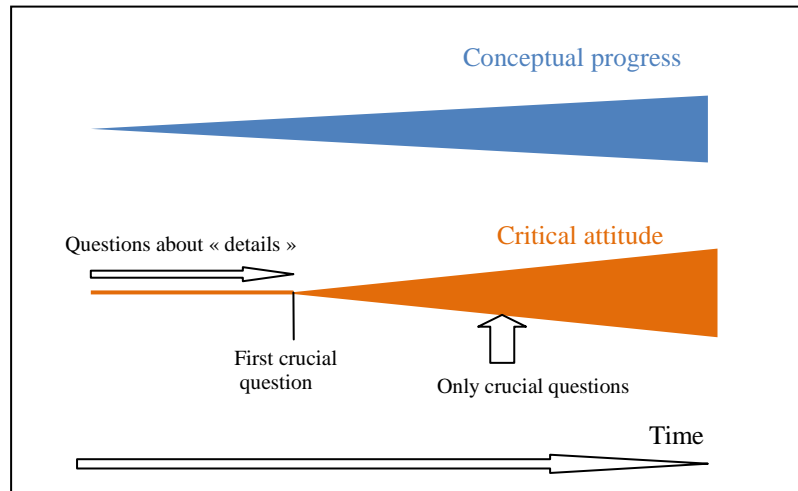 Conceptual progress
Questions about « details »
Critical attitude
First crucial
question
Only crucial questions
Time